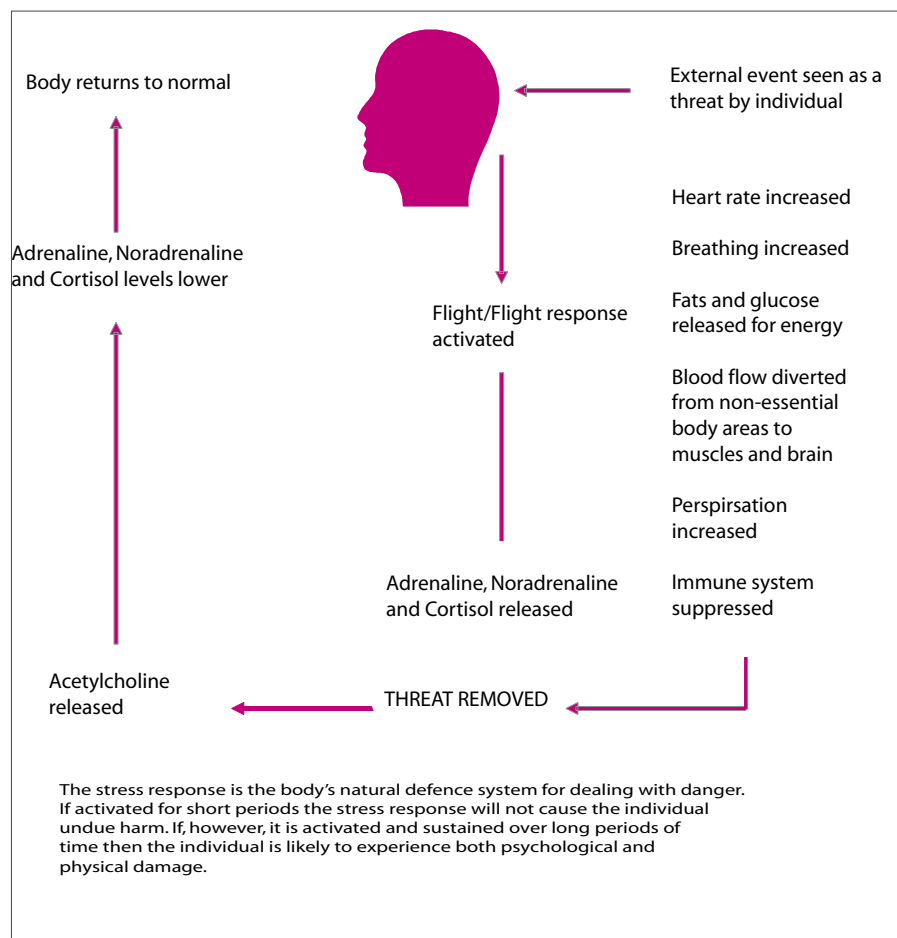 External event seen as a
threat by individual
Flight/Flight response
activated
Adrenaline, Noradrenaline
and Cortisol released
Heart rate increased
Breathing increased
Fats and glucose
released for energy
Blood flow diverted
from non-essential
body areas to
muscles and brain
Perspirsation
increased
Immune system
suppressed
THREAT REMOVED
Acetylcholine
released
Adrenaline, Noradrenaline
and Cortisol levels lower
Body returns to normal
The stress response is the body’s natural defence system for dealing with danger.
If activated for short periods the stress response will not cause the individual
undue harm. If, however, it is activated and sustained over long periods of
time then the individual is likely to experience both psychological and
physical damage.